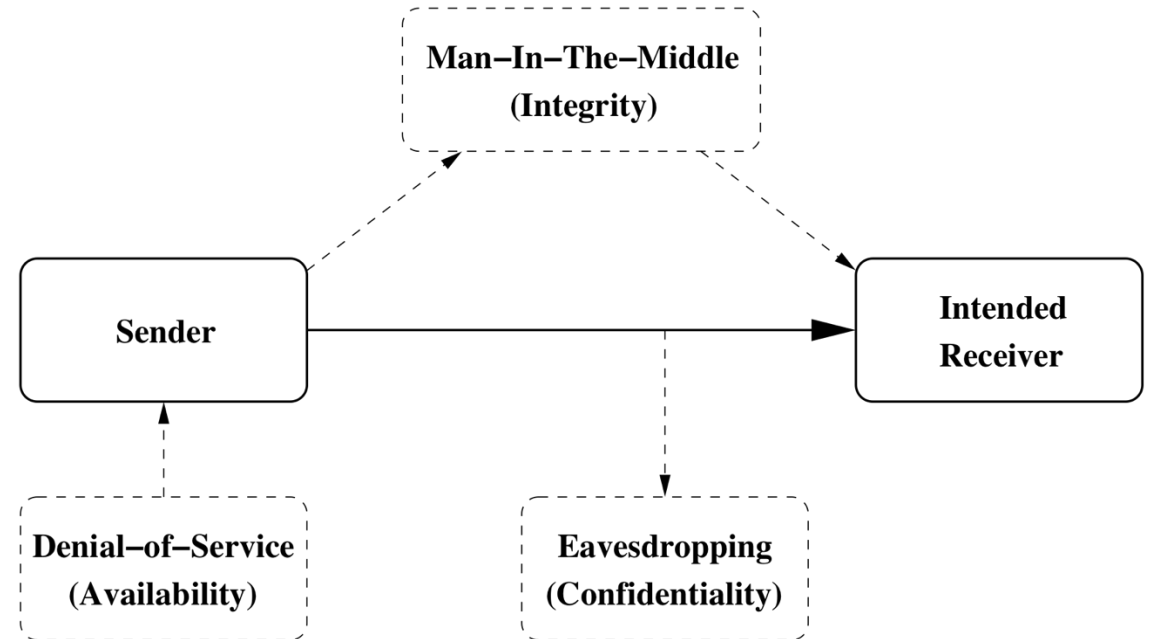 Man–In–The–Middle
(Integrity)
Sender
Intended
Receiver
Denial–of–Service
(Availability)
Eavesdropping
(Confidentiality)